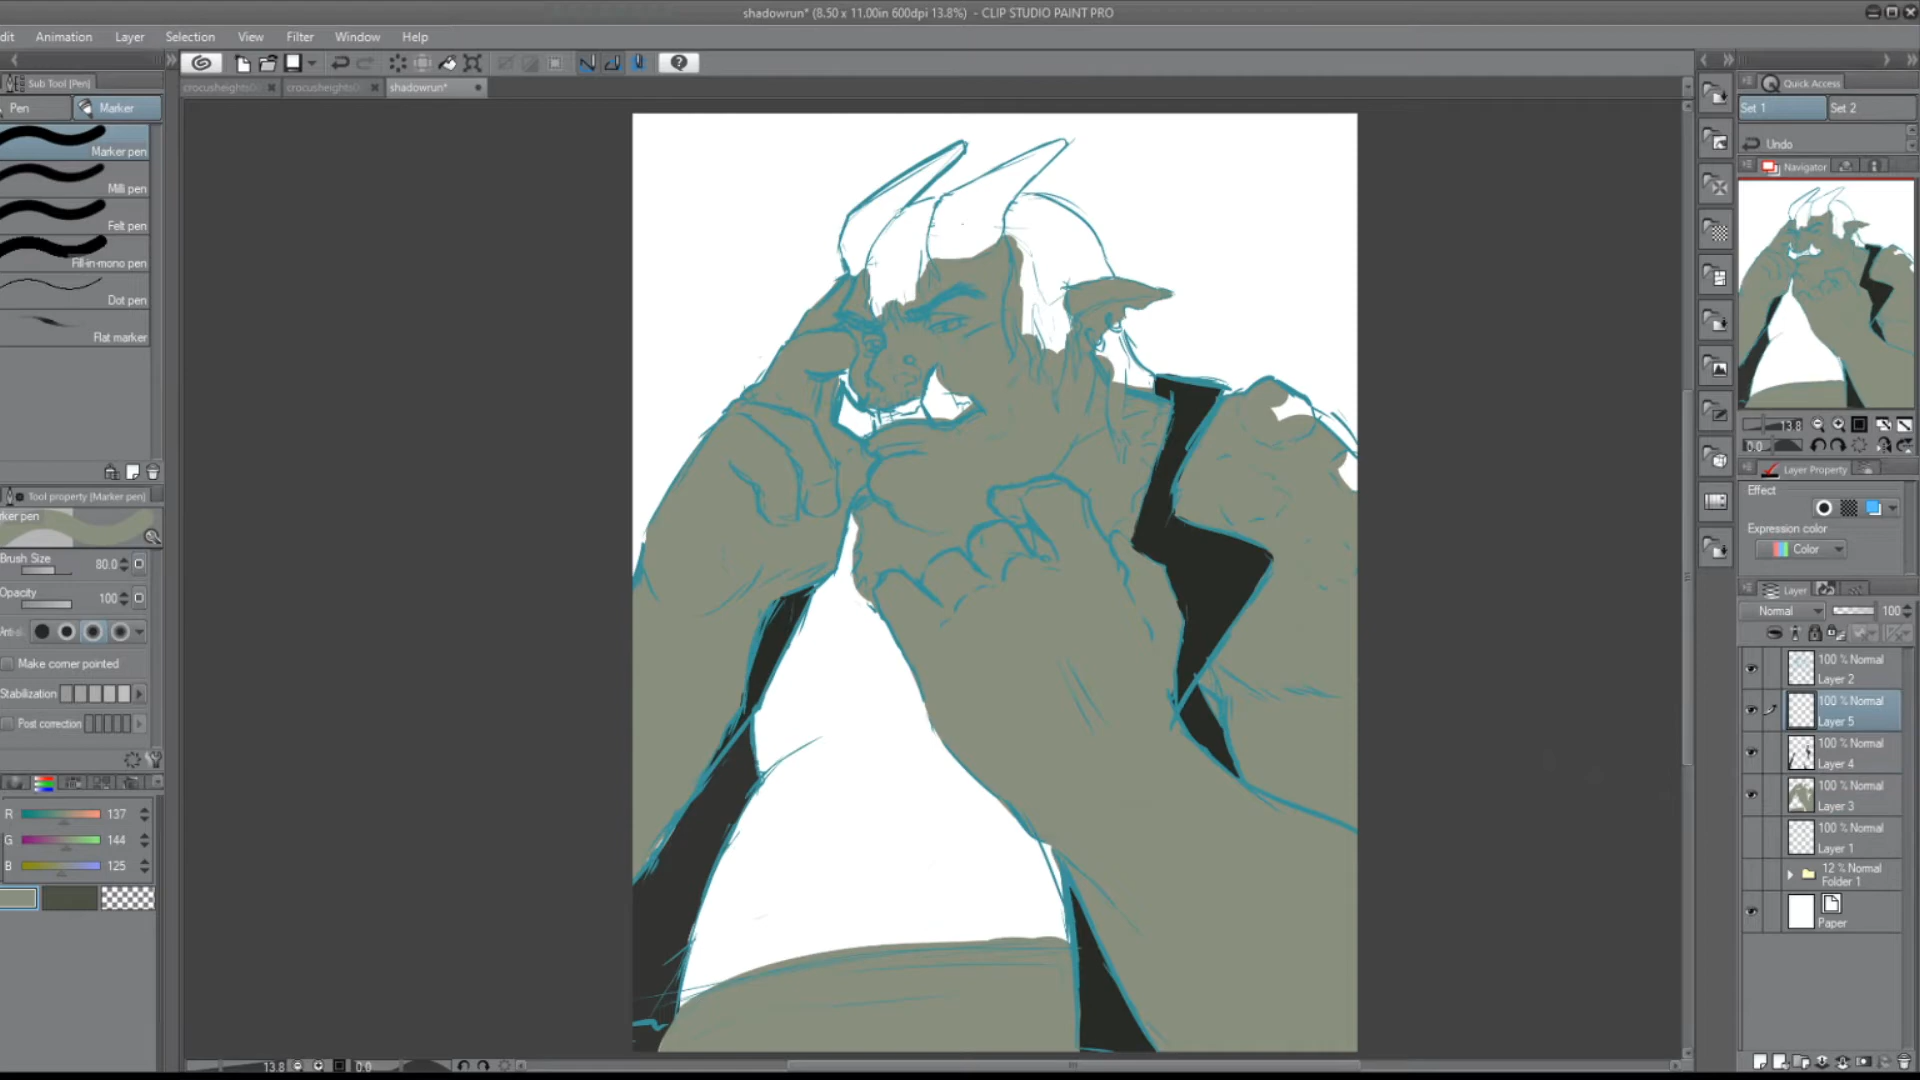 shadowrun* (8.50 x 11.00in 600dpi 13.8%) - CLIP STUDIO PAINT PRO
dit Animation Layer Selection View Filter Window Help
crocusheights crocusheights shadowrun*
Sub Tool [Pen]
Pen Marker
Marker pen
Milli pen
Felt pen
Fill-in-mono pen
Dot pen
Flat marker
Tool property [Marker pen]
rker pen
Brush Size 80.0
Opacity 100
Make corner pointed
Stabilization
Post correction
R 137
G 144
B 125
13.8 0.0
Quick Access
Set 1 Set 2
Undo
Navigator
13.8
0.0
Layer Property
Effect
Expression color
Color
Layer
Normal 100
100 % Normal
Layer 2
100 % Normal
Layer 5
100 % Normal
Layer 4
100 % Normal
Layer 3
100 % Normal
Layer 1
12 % Normal
Folder 1
Paper